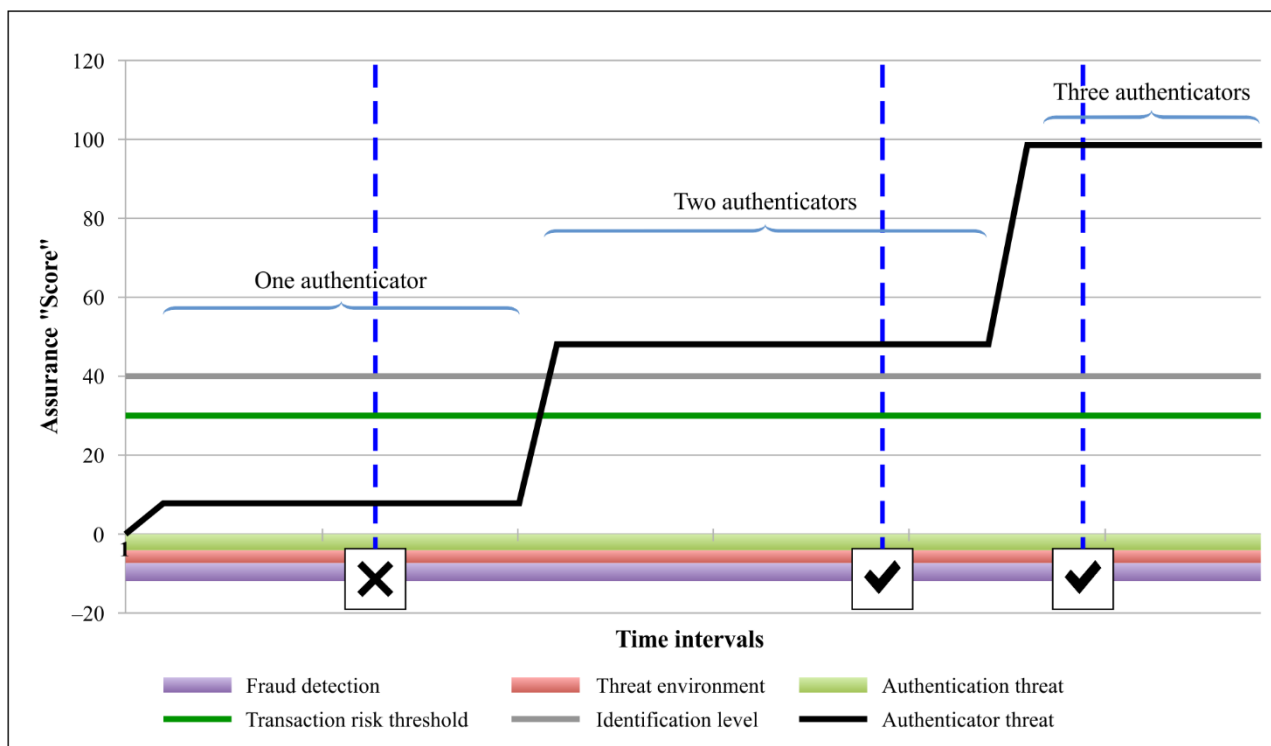 120
Three authenticators
100
80
Two authenticators
One authenticator
60
40
20
0
1
–20
Assurance "Score"
Time intervals
Fraud detection
Threat environment
Authentication threat
Transaction risk threshold
Identification level
Authenticator threat